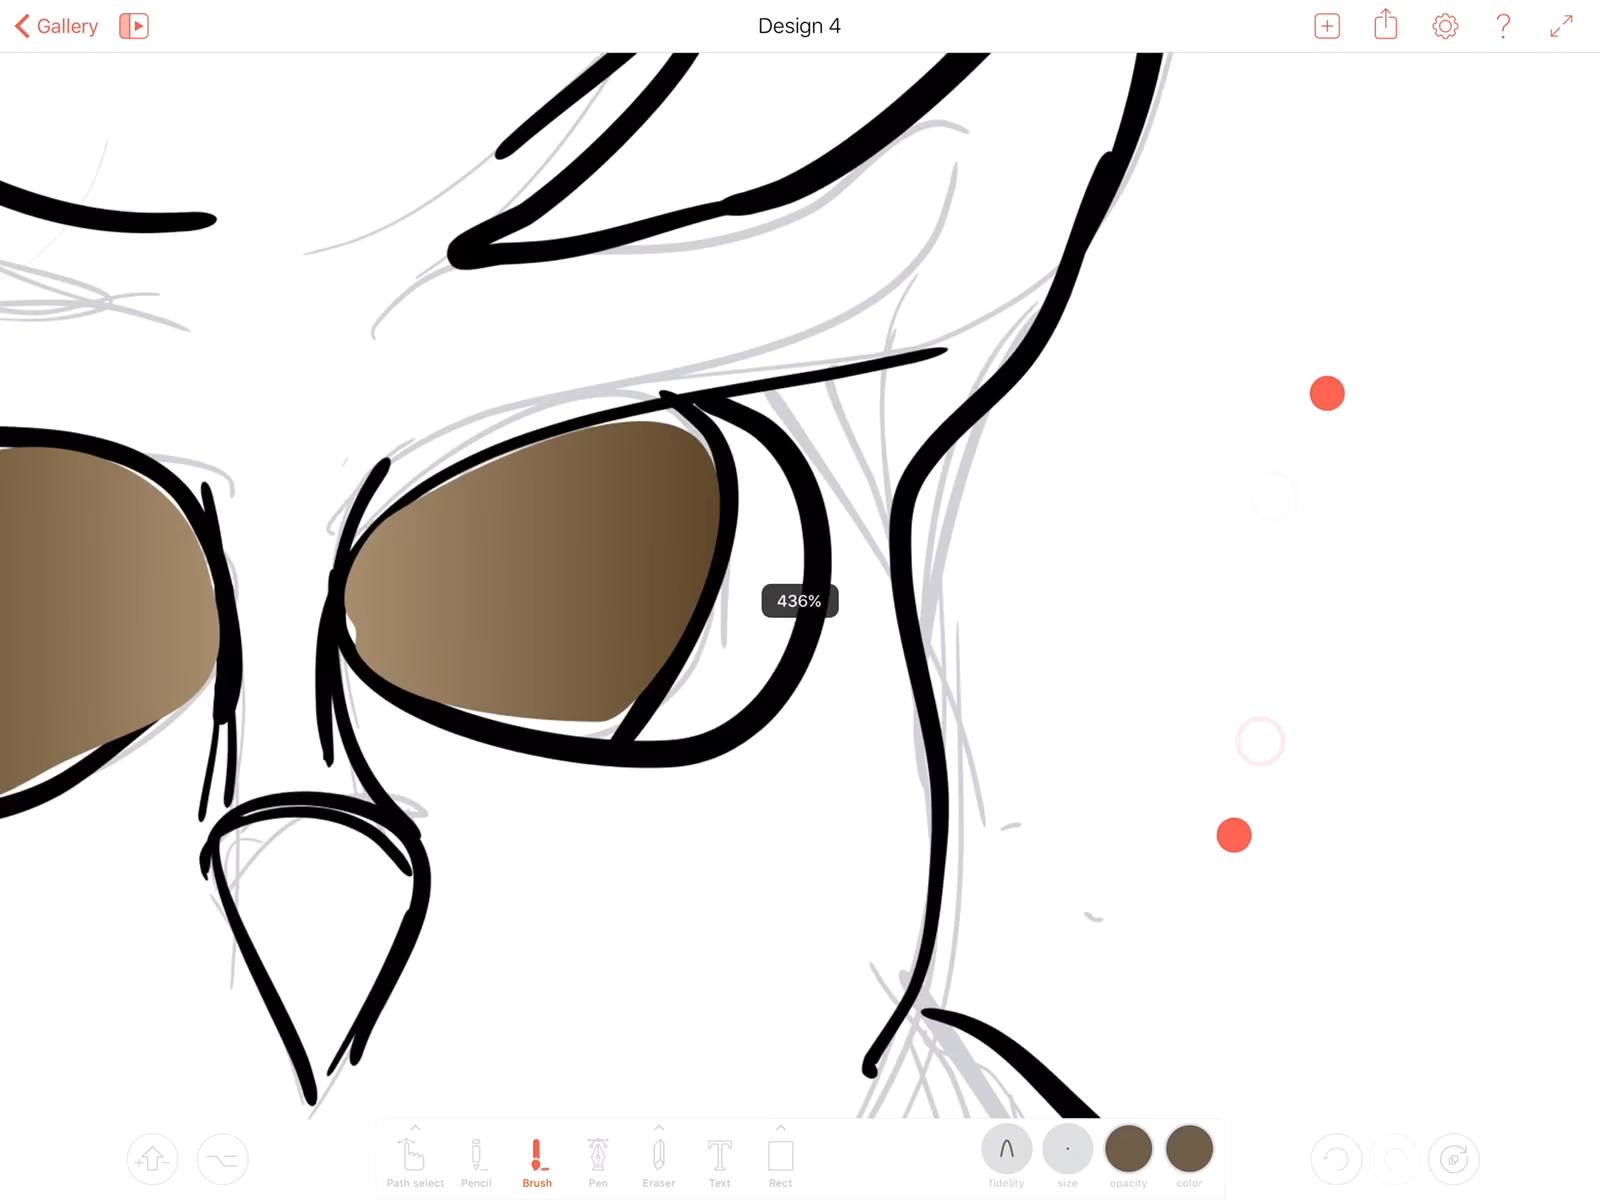 Gallery
Design 4
436%
Path select
Pencil
Brush
Pen
Eraser
Text
Rect
fidelity
size
opacity
color